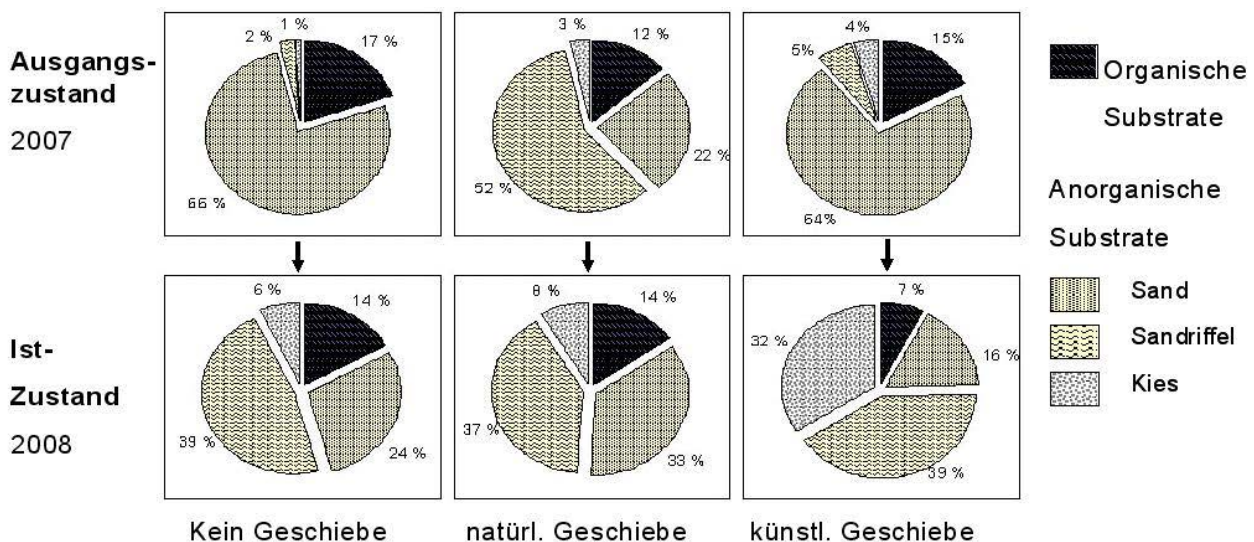 Ausgangs-
zustand
2007
1 %
2 %
17 %
66 %
3 %
12 %
22 %
52 %
4%
5%
15%
64%
Organische
Substrate
Anorganische
Substrate
Sand
Sandriffel
Kies
Ist-
Zustand
2008
6 %
14 %
39 %
24 %
8 %
14 %
37 %
33 %
7 %
32 %
16 %
39 %
Kein Geschiebe
natürl. Geschiebe
künstl. Geschiebe